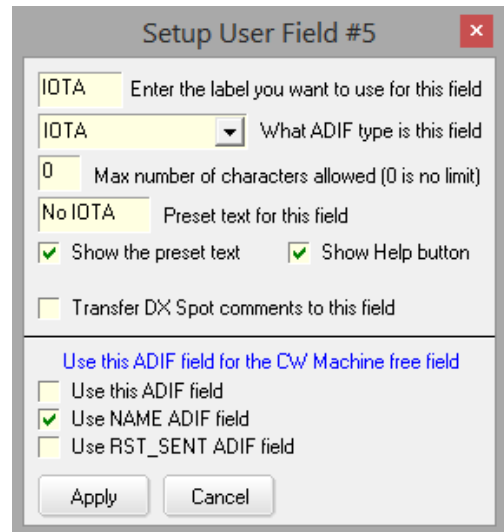 Setup User Field #5
x
IOTA Enter the label you want to use for this field
IOTA What ADIF type is this field
0 Max number of characters allowed (0 is no limit)
No IOTA Preset text for this field
Show the preset text Show Help button
Transfer DX Spot comments to this field
Use this ADIF field for the CW Machine free field
Use this ADIF field
Use NAME ADIF field
Use RST_SENT ADIF field
Apply Cancel